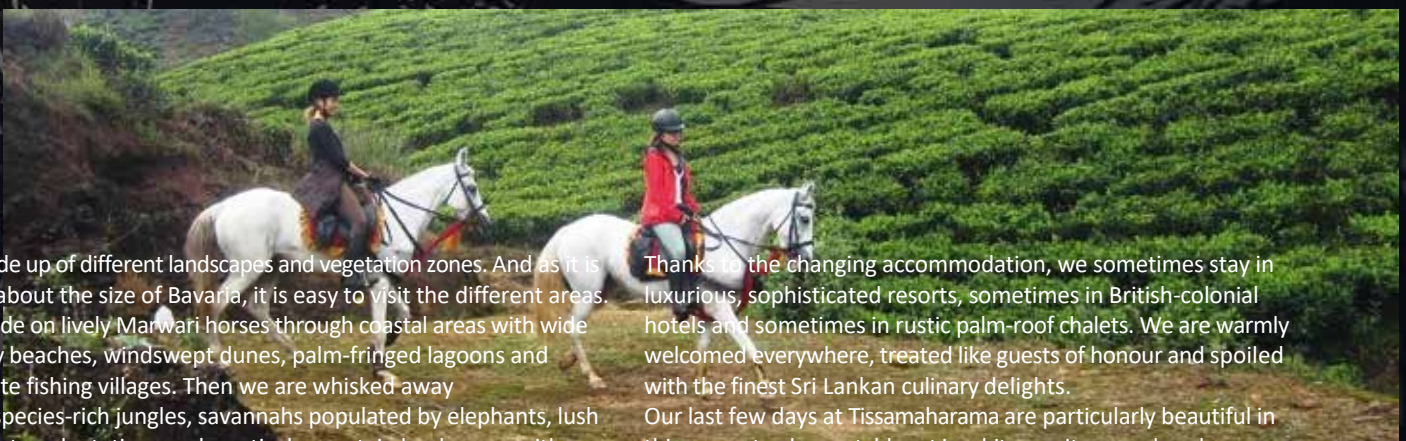 de up of different landscapes and vegetation zones. And as it is
about the size of Bavaria, it is easy to visit the different areas.
de on lively Marwari horses through coastal areas with wide
y beaches, windswept dunes, palm-fringed lagoons and
te fishing villages. Then we are whisked away
species-rich jungles, savannahs populated by elephants, lush
Thanks to the changing accommodation, we sometimes stay in
luxurious, sophisticated resorts, sometimes in British-colonial
hotels and sometimes in rustic palm-roof chalets. We are warmly
welcomed everywhere, treated like guests of honour and spoiled
with the finest Sri Lankan culinary delights.
Our last few days at Tissamaharama are particularly beautiful in